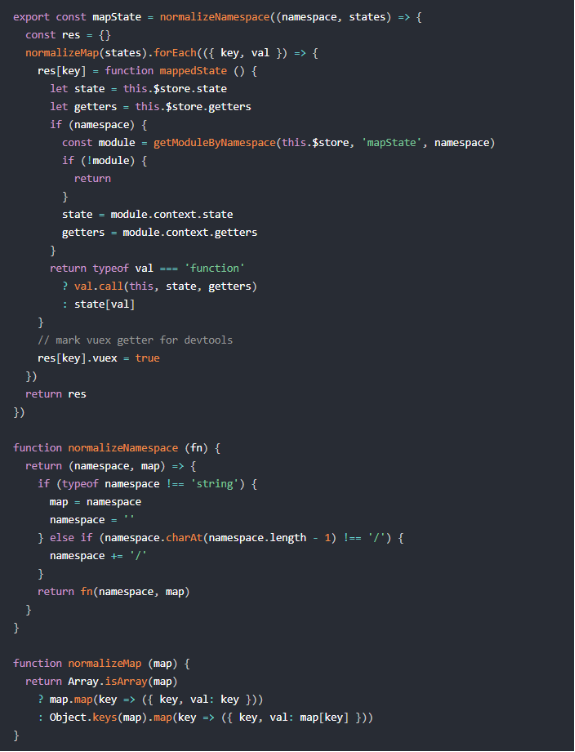 export const mapState = normalizeNamespace((namespace, states) => {
  const res = {}
  normalizeMap(states).forEach(({ key, val }) => {
    res[key] = function mappedState () {
      let state = this.$store.state
      let getters = this.$store.getters
      if (namespace) {
        const module = getModuleByNamespace(this.$store, 'mapState', namespace)
        if (!module) {
          return
        }
        state = module.context.state
        getters = module.context.getters
      }
      return typeof val === 'function'
        ? val.call(this, state, getters)
        : state[val]
    }
    // mark vuex getter for devtools
    res[key].vuex = true
  })
  return res
})

function normalizeNamespace (fn) {
  return (namespace, map) => {
    if (typeof namespace !== 'string') {
      map = namespace
      namespace = ''
    } else if (namespace.charAt(namespace.length - 1) !== '/') {
      namespace += '/'
    }
    return fn(namespace, map)
  }
}

function normalizeMap (map) {
  return Array.isArray(map)
    ? map.map(key => ({ key, val: key }))
    : Object.keys(map).map(key => ({ key, val: map[key] }))
}